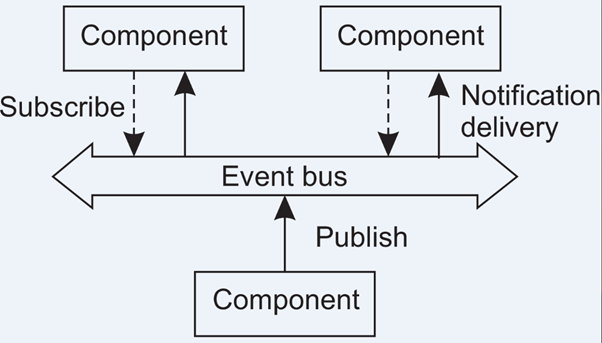 Component
Component
Subscribe
Notification
delivery
Event bus
Publish
Component